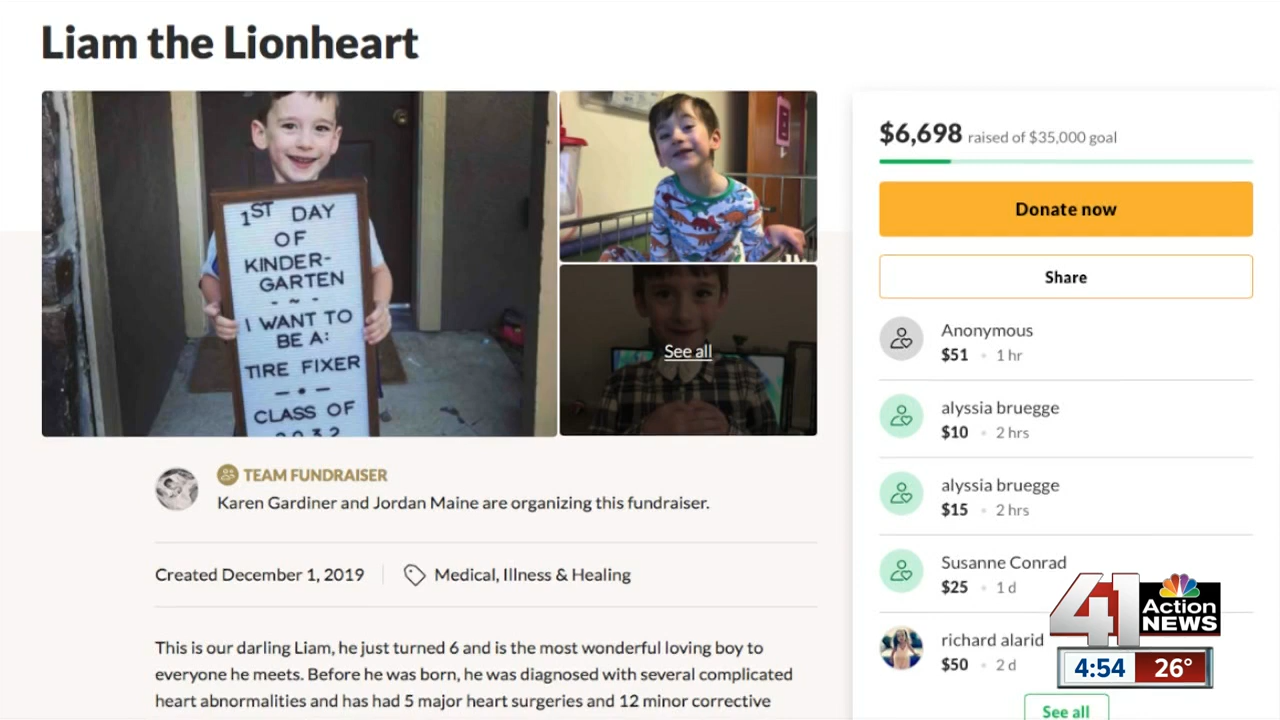 Liam the Lionheart
1ST DAY
OF
KINDER-
GARTEN
- ~ -
I WANT TO
BE A:
TIRE FIXER
— • —
CLASS OF
2032
See all
TEAM FUNDRAISER
Karen Gardiner and Jordan Maine are organizing this fundraiser.
Created December 1, 2019
Medical, Illness & Healing
This is our darling Liam, he just turned 6 and is the most wonderful loving boy to
everyone he meets. Before he was born, he was diagnosed with several complicated
heart abnormalities and has had 5 major heart surgeries and 12 minor corrective
$6,698 raised of $35,000 goal
Donate now
Share
Anonymous
$51 • 1 hr
alyssia bruegge
$10 • 2 hrs
alyssia bruegge
$15 • 2 hrs
Susanne Conrad
$25 • 1 d
richard alarid
$50 • 2 d
See all
41 Action
NEWS
4:54 26°